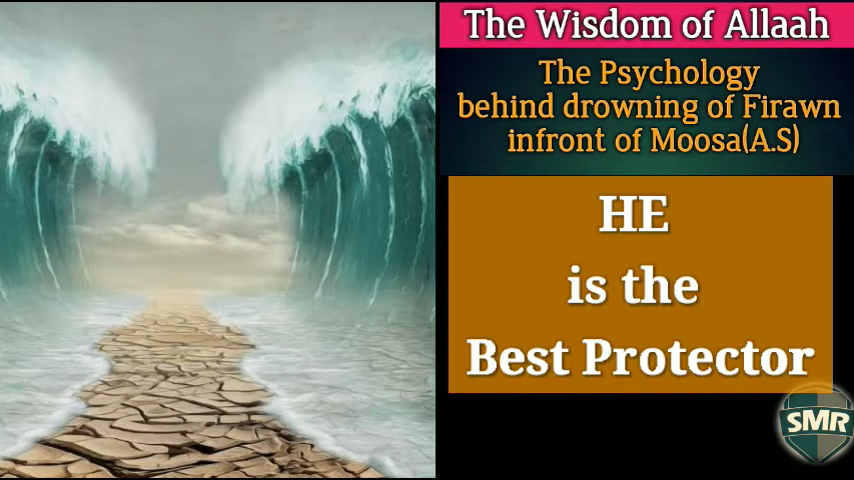 The Wisdom of Allaah
The Psychology
behind drowning of Firawn
infront of Moosa(A.S)
HE
is the
Best Protector
SMR